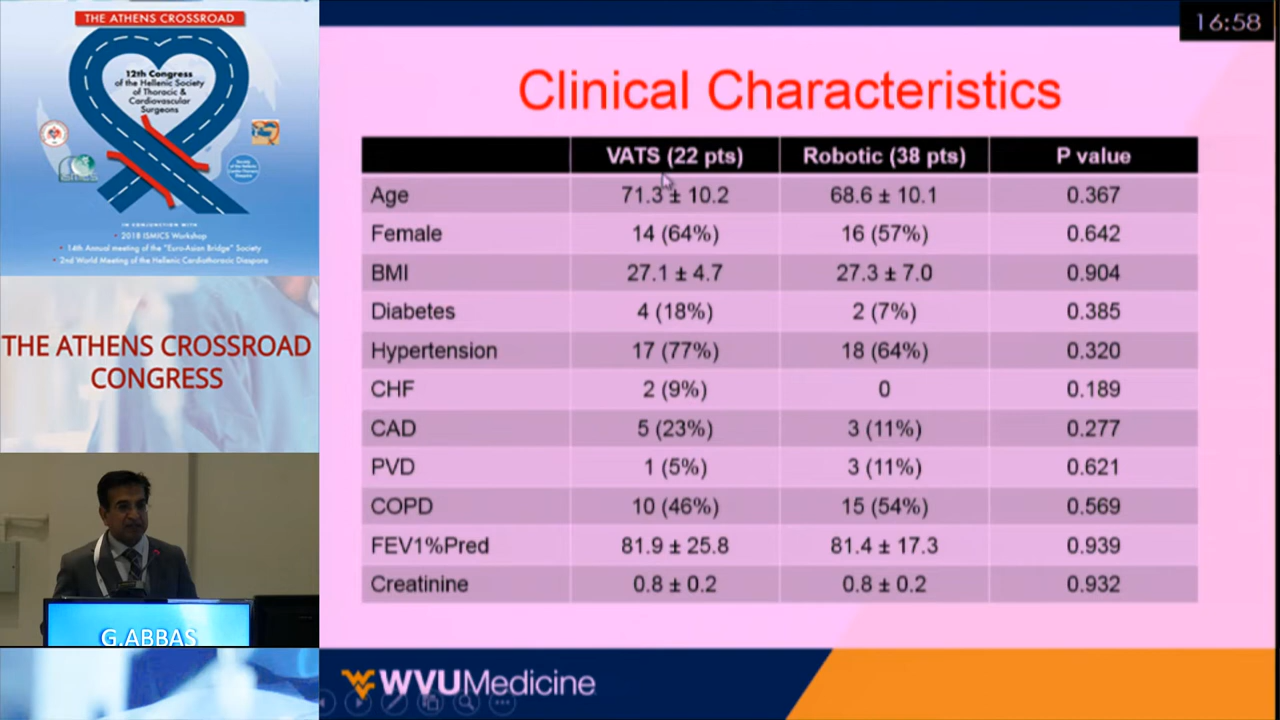 THE ATHENS CROSSROAD
12th Congress
of the Hellenic Society
of Thoracic &
Cardiovascular
Surgeons
IN CONJUNCTION WITH
• 2018 ISMICS Workshop
• 14th Annual meeting of the "Euro-Asian Bridge" Society
• 2nd World Meeting of the Hellenic Cardiothoracic Diaspora
THE ATHENS CROSSROAD
CONGRESS
G.ABBAS
16:58
Clinical Characteristics
VATS (22 pts) Robotic (38 pts) P value
Age 71.3 ± 10.2 68.6 ± 10.1 0.367
Female 14 (64%) 16 (57%) 0.642
BMI 27.1 ± 4.7 27.3 ± 7.0 0.904
Diabetes 4 (18%) 2 (7%) 0.385
Hypertension 17 (77%) 18 (64%) 0.320
CHF 2 (9%) 0 0.189
CAD 5 (23%) 3 (11%) 0.277
PVD 1 (5%) 3 (11%) 0.621
COPD 10 (46%) 15 (54%) 0.569
FEV1%Pred 81.9 ± 25.8 81.4 ± 17.3 0.939
Creatinine 0.8 ± 0.2 0.8 ± 0.2 0.932
WVUMedicine